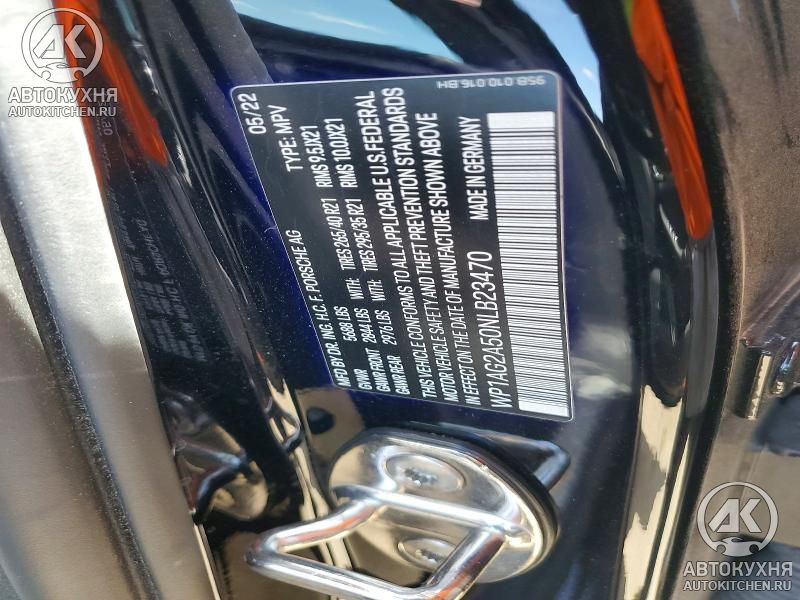 АК
АВТОКУХНЯ
AUTOKITCHEN.RU
95B.010.016.BH
MFD BY DR. ING. H.C. F. PORSCHE AG 05/22
GVWR 5688 LBS TYPE: MPV
GAWR FRONT 2844 LBS WITH: TIRES 265/40 R21 RIMS 9.5JX21
GAWR REAR 2976 LBS WITH: TIRES 295/35 R21 RIMS 10.0JX21
THIS VEHICLE CONFORMS TO ALL APPLICABLE U.S. FEDERAL
MOTOR VEHICLE SAFETY AND THEFT PREVENTION STANDARDS
IN EFFECT ON THE DATE OF MANUFACTURE SHOWN ABOVE
WP1AG2A50NLB23470 MADE IN GERMANY
АК
АВТОКУХНЯ
AUTOKITCHEN.RU